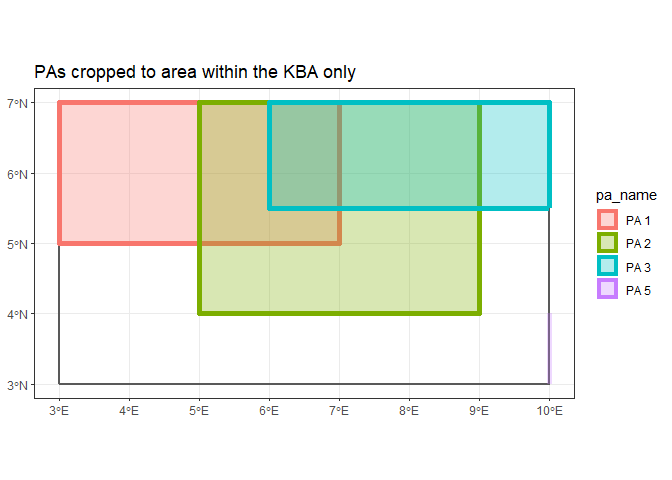 PAs cropped to area within the KBA only
7°N
6°N
5°N
4°N
3°N
3°E 4°E 5°E 6°E 7°E 8°E 9°E 10°E
pa_name
PA 1
PA 2
PA 3
PA 5